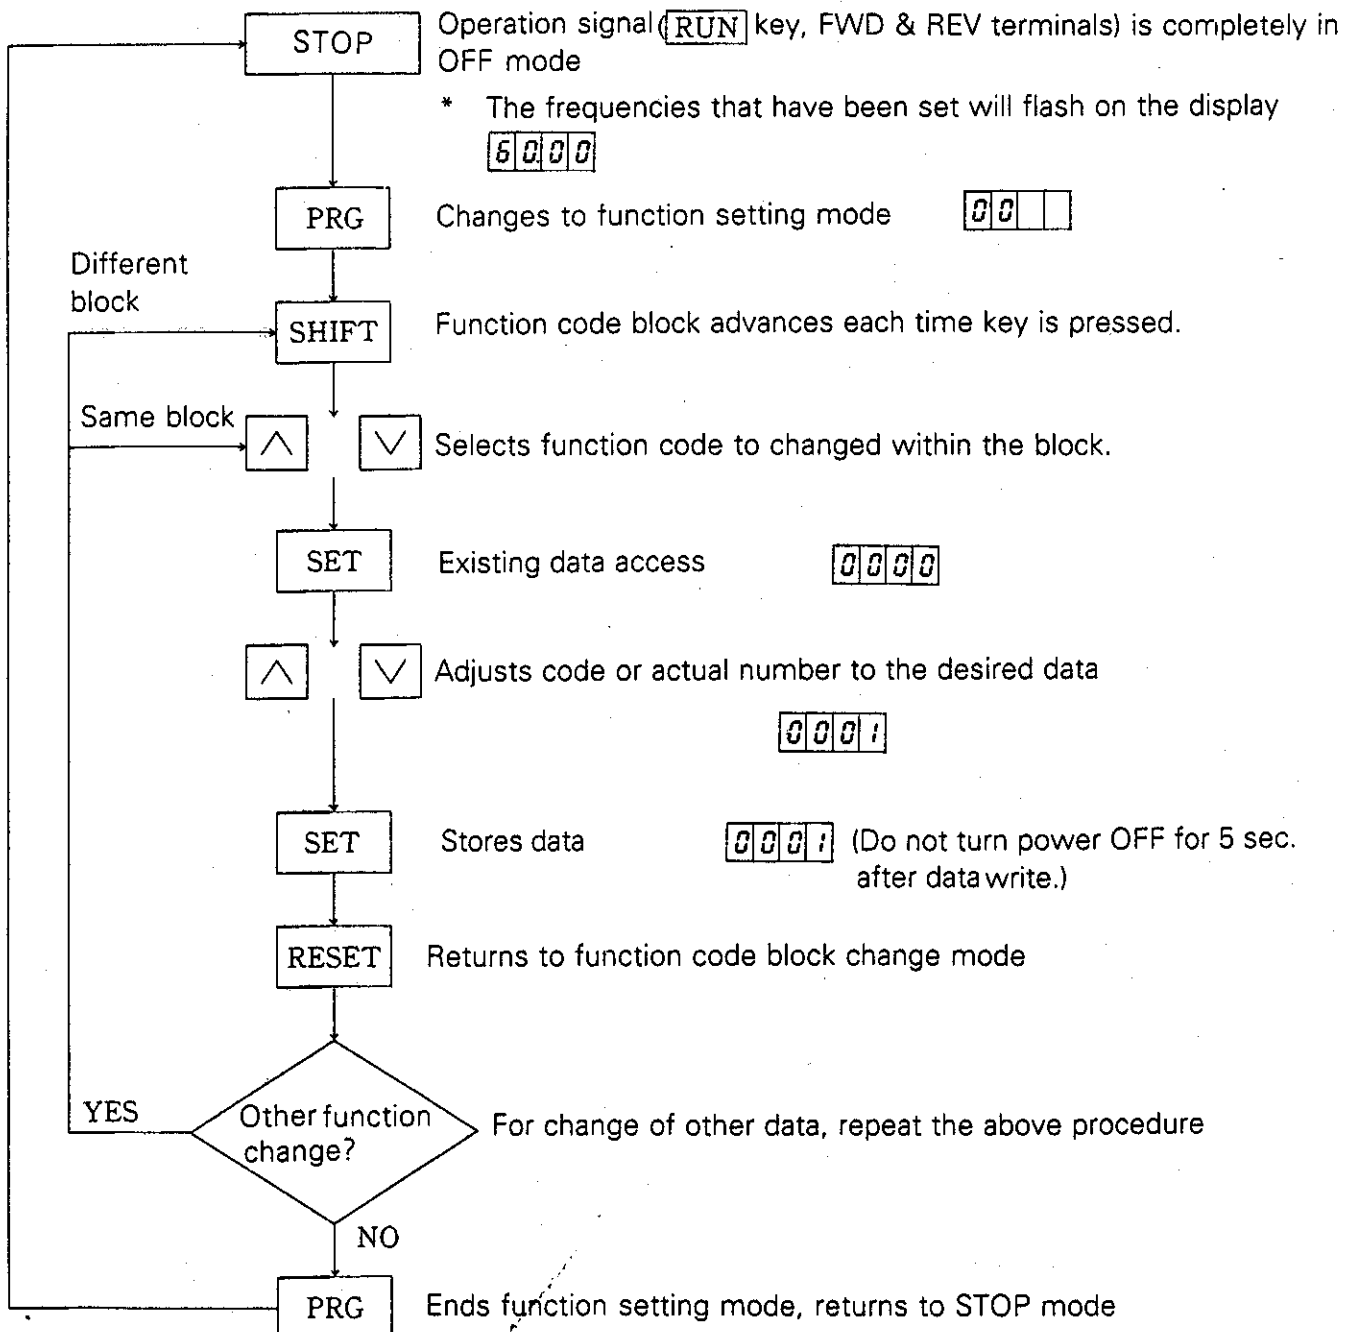 STOP
Operation signal (RUN key, FWD & REV terminals) is completely in
OFF mode
* The frequencies that have been set will flash on the display
60.00
PRG
Changes to function setting mode
00
Different
block
SHIFT
Function code block advances each time key is pressed.
Same block
∧ ∨
Selects function code to changed within the block.
SET
Existing data access
0000
∧ ∨
Adjusts code or actual number to the desired data
0001
SET
Stores data
0001
(Do not turn power OFF for 5 sec.
after data write.)
RESET
Returns to function code block change mode
YES
Other function
change?
For change of other data, repeat the above procedure
NO
PRG
Ends function setting mode, returns to STOP mode